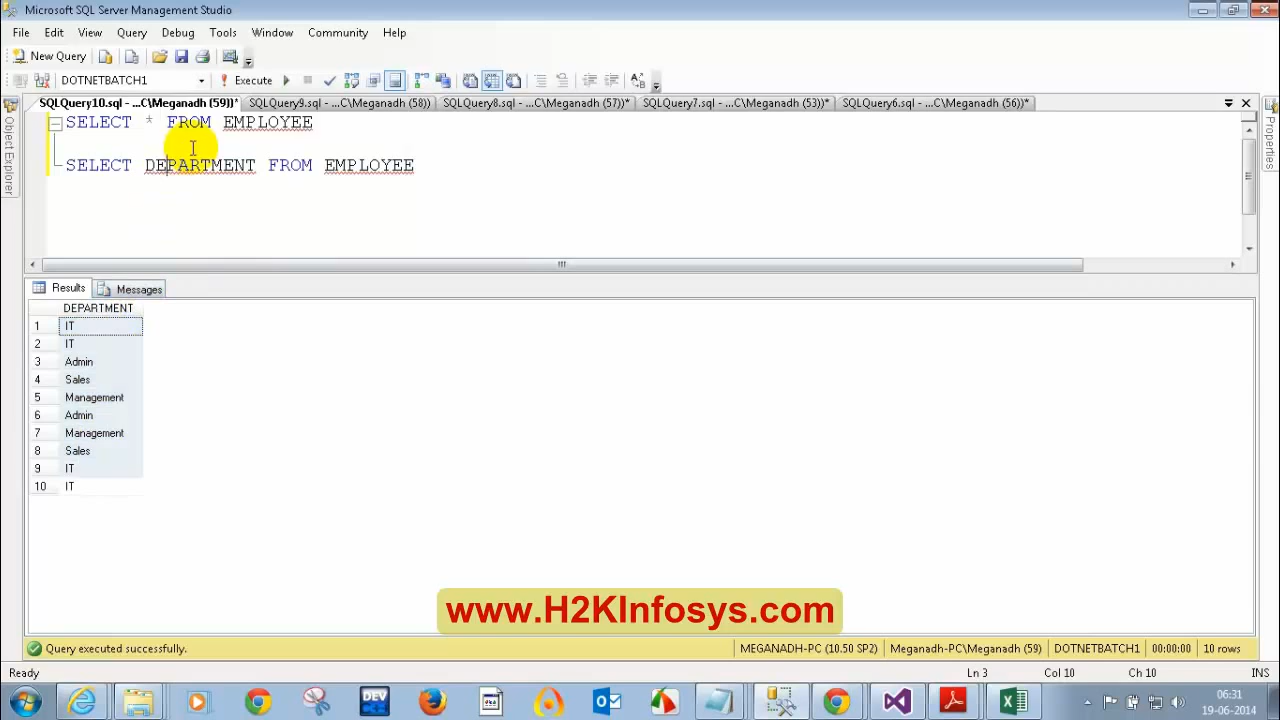 Microsoft SQL Server Management Studio
File Edit View Query Debug Tools Window Community Help
New Query
DOTNETBATCH1 Execute
SQLQuery10.sql - ...C\Meganadh (59))* SQLQuery9.sql - ...C\Meganadh (58)) SQLQuery8.sql - ...C\Meganadh (57))* SQLQuery7.sql - ...C\Meganadh (53))* SQLQuery6.sql - ...C\Meganadh (56))*
Object Explorer
Properties
SELECT * FROM EMPLOYEE
SELECT DEPARTMENT FROM EMPLOYEE
Results Messages
DEPARTMENT
1 IT
2 IT
3 Admin
4 Sales
5 Management
6 Admin
7 Management
8 Sales
9 IT
10 IT
www.H2KInfosys.com
Query executed successfully. MEGANADH-PC (10.50 SP2) Meganadh-PC\Meganadh (59) DOTNETBATCH1 00:00:00 10 rows
Ready Ln 3 Col 10 Ch 10 INS
DEV
06:31
19-06-2014